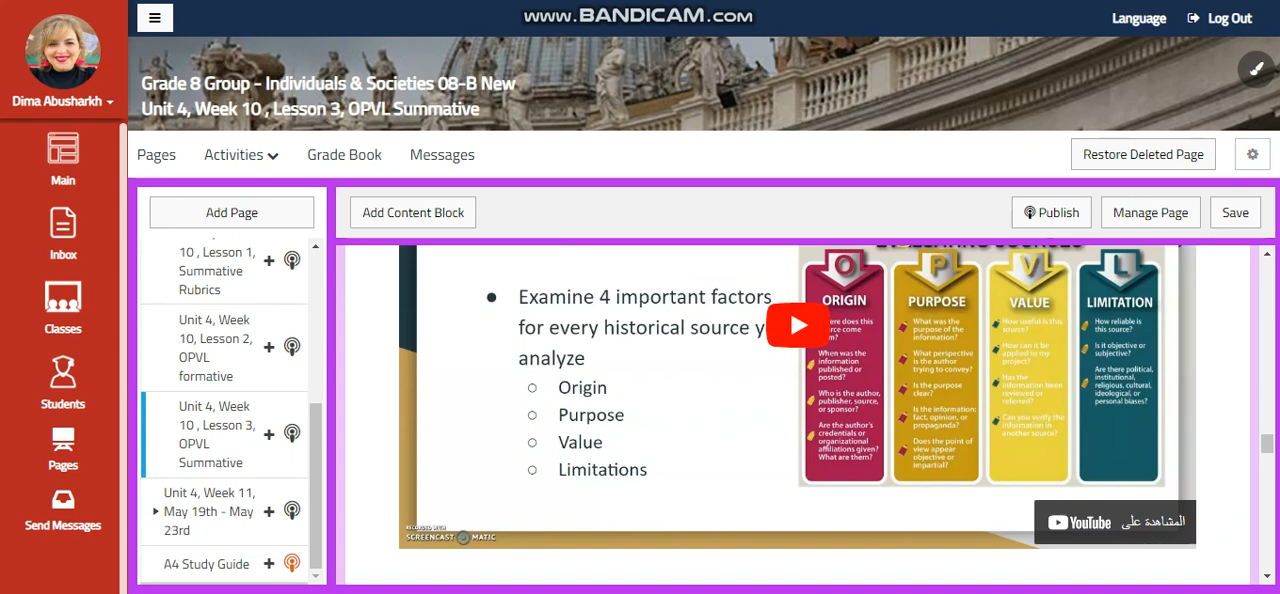 www.BANDICAM.com
Language
Log Out
Dima Abusharkh
Grade 8 Group - Individuals & Societies 08-B New
Unit 4, Week 10 , Lesson 3, OPVL Summative
Pages
Activities
Grade Book
Messages
Restore Deleted Page
Main
Inbox
Classes
Students
Pages
Send Messages
Add Page
10 , Lesson 1,
Summative
Rubrics
Unit 4, Week
10, Lesson 2,
OPVL
formative
Unit 4, Week
10 , Lesson 3,
OPVL
Summative
Unit 4, Week 11,
May 19th - May
23rd
A4 Study Guide
Add Content Block
Publish
Manage Page
Save
Examine 4 important factors
for every historical source
analyze
Origin
Purpose
Value
Limitations
O
ORIGIN
does this
source come
When was the
information
published or
posted?
Who is the author,
publisher, source,
or sponsor?
Are the author's
credentials or
organizational
affiliations given?
What are them?
P
PURPOSE
What was the
purpose of the
information?
What perspective
is the author
trying to convey?
Is the purpose
clear?
Is the information:
fact, opinion, or
propaganda?
Does the point of
view appear
objective or
impartial?
V
VALUE
How useful is this
source?
How can it be
applied to my
project?
Has the
information been
reviewed or
referred?
Can you verify the
information in
another source?
L
LIMITATION
How reliable is
this source?
Is it objective or
subjective?
Are there political,
institutional,
religious, cultural,
ideological, or
personal biases?
RECORDED WITH
SCREENCAST MATIC
المشاهدة على YouTube